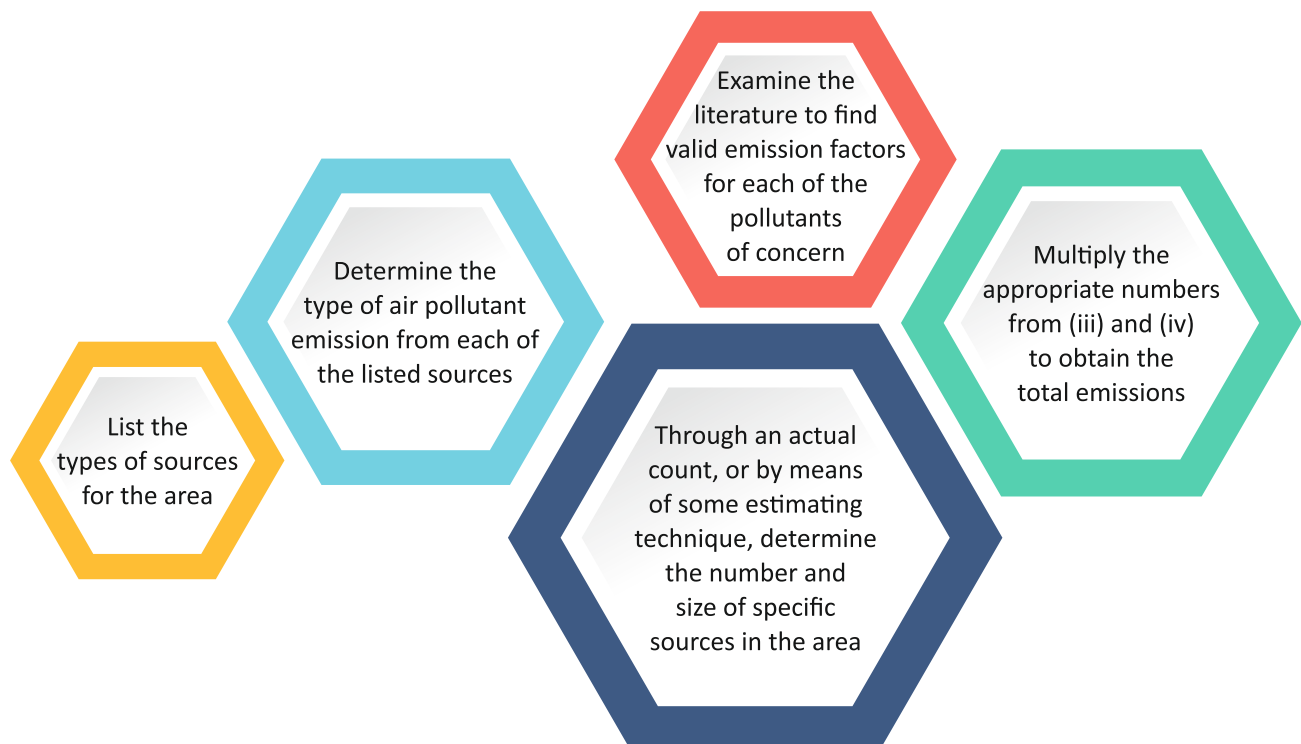 List the
types of sources
for the area
Determine the
type of air pollutant
emission from each of
the listed sources
Examine the
literature to find
valid emission factors
for each of the
pollutants
of concern
Through an actual
count, or by means
of some estimating
technique, determine
the number and
size of specific
sources in the area
Multiply the
appropriate numbers
from (iii) and (iv)
to obtain the
total emissions